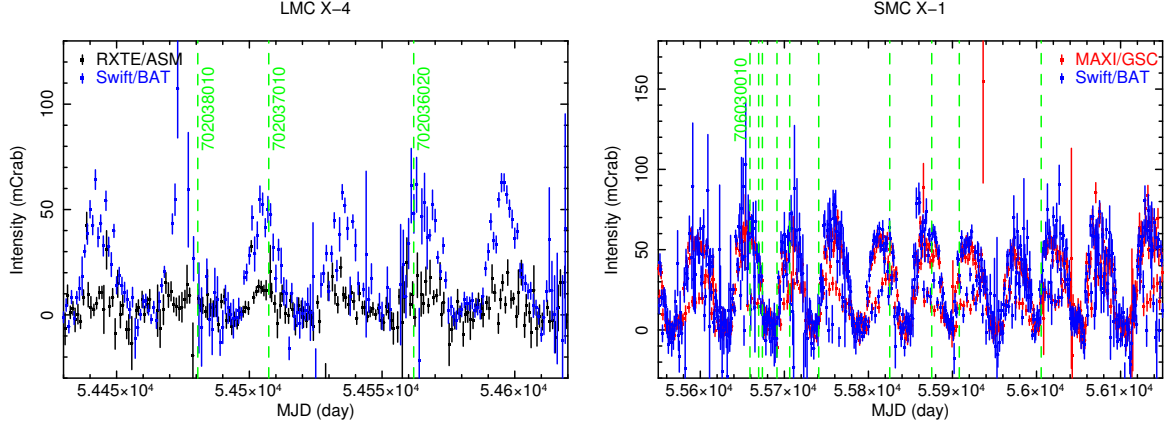 LMC X−4
RXTE/ASM
Swift/BAT
702038010
702037010
702036020
Intensity (mCrab)
0
50
100
5.445×10⁴
5.45×10⁴
5.455×10⁴
5.46×10⁴
MJD (day)
SMC X−1
MAXI/GSC
Swift/BAT
706030010
Intensity (mCrab)
0
50
100
150
5.56×10⁴
5.57×10⁴
5.58×10⁴
5.59×10⁴
5.6×10⁴
5.61×10⁴
MJD (day)